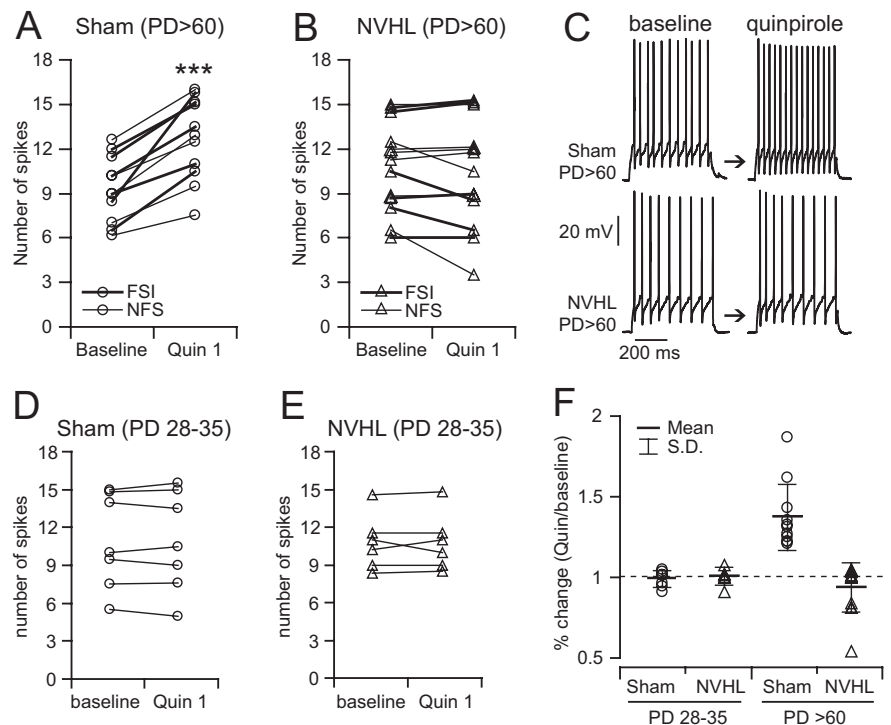 A
Sham (PD>60)
Number of spikes
18
15
12
9
6
3
0
***
FSI
NFS
Baseline
Quin 1
B
NVHL (PD>60)
Number of spikes
18
15
12
9
6
3
0
FSI
NFS
Baseline
Quin 1
C
baseline
quinpirole
Sham
PD>60
→
20 mV
NVHL
PD>60
→
200 ms
D
Sham (PD 28-35)
number of spikes
18
15
12
9
6
3
0
baseline
Quin 1
E
NVHL (PD 28-35)
number of spikes
18
15
12
9
6
3
0
baseline
Quin 1
F
% change (Quin/baseline)
2
1.5
1
0.5
Mean
S.D.
Sham
NVHL
Sham
NVHL
PD 28-35
PD >60